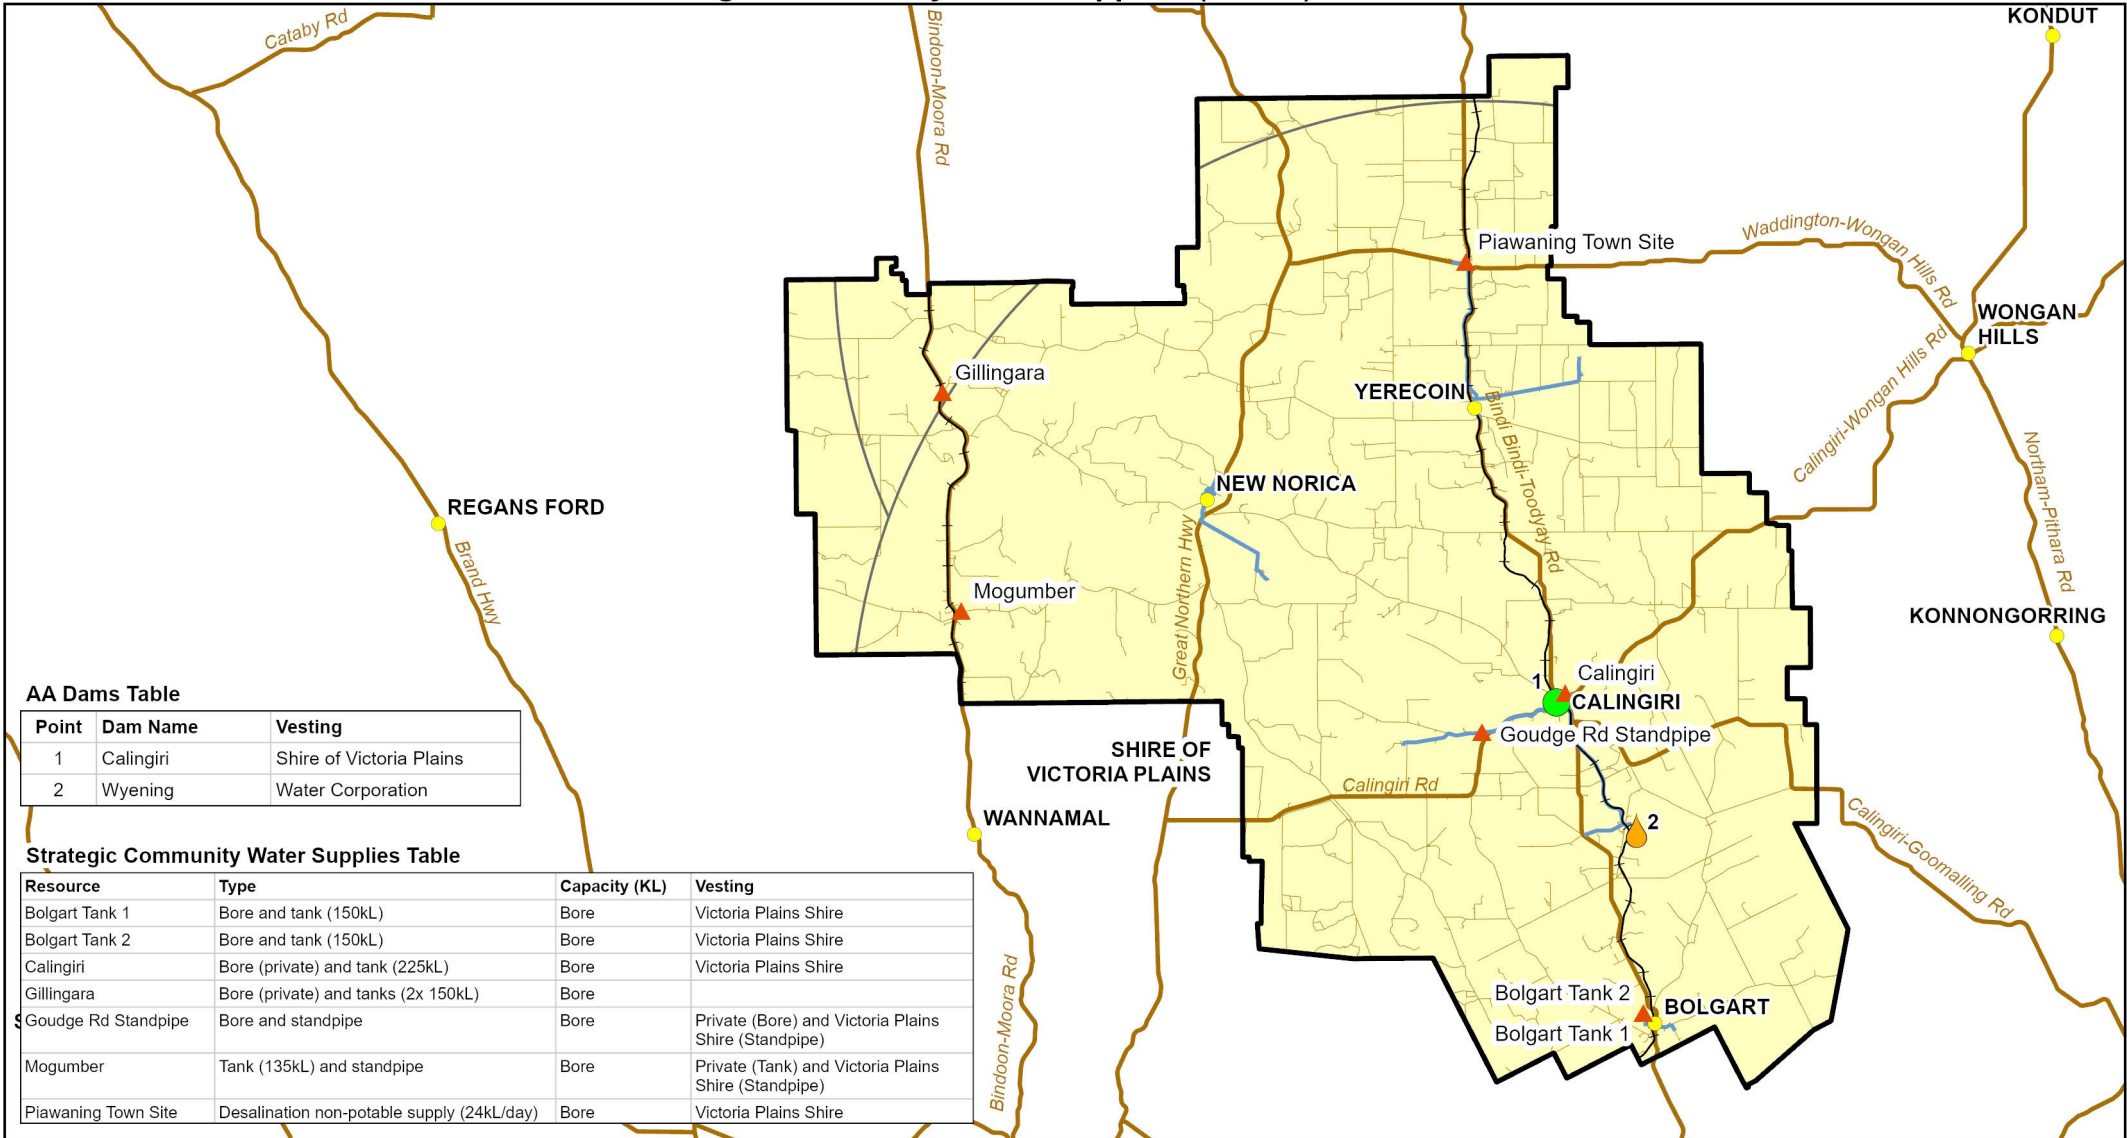 KONDUT
Cataby Rd
Bindoon-Moora Rd
Piawaning Town Site
Waddington-Wongan Hills Rd
WONGAN
HILLS
Calingiri-Wongan Hills Rd
Gillingara
YERECOIN
Bindi Bindi-Toodyay Rd
Northam-Pithara Rd
NEW NORICA
REGANS FORD
Brand Hwy
Great Northern Hwy
Mogumber
KONNONGORRING
Calingiri
1
CALINGIRI
Goudge Rd Standpipe
SHIRE OF
VICTORIA PLAINS
Calingiri Rd
WANNAMAL
2
Calingiri-Goomalling Rd
Bindoon-Moora Rd
Bolgart Tank 2
BOLGART
Bolgart Tank 1
AA Dams Table
Point Dam Name Vesting
1 Calingiri Shire of Victoria Plains
2 Wyening Water Corporation
Strategic Community Water Supplies Table
Resource Type Capacity (KL) Vesting
Bolgart Tank 1 Bore and tank (150kL) Bore Victoria Plains Shire
Bolgart Tank 2 Bore and tank (150kL) Bore Victoria Plains Shire
Calingiri Bore (private) and tank (225kL) Bore Victoria Plains Shire
Gillingara Bore (private) and tanks (2x 150kL) Bore
Goudge Rd Standpipe Bore and standpipe Bore Private (Bore) and Victoria Plains
Shire (Standpipe)
Mogumber Tank (135kL) and standpipe Bore Private (Tank) and Victoria Plains
Shire (Standpipe)
Piawaning Town Site Desalination non-potable supply (24kL/day) Bore Victoria Plains Shire